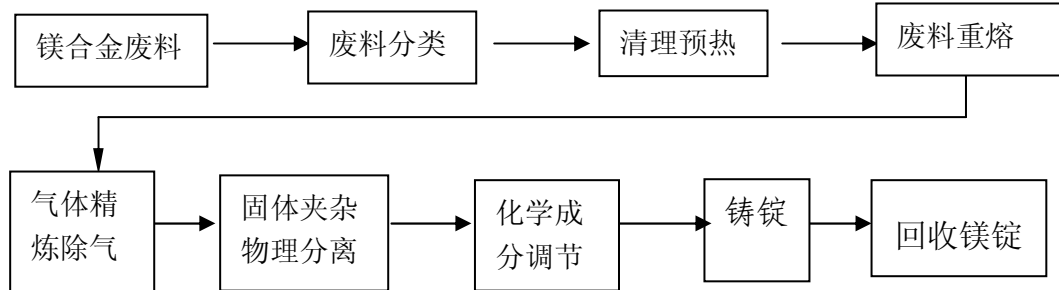 镁合金废料
废料分类
清理预热
废料重熔
气体精
炼除气
固体夹杂
物理分离
化学成
分调节
铸锭
回收镁锭